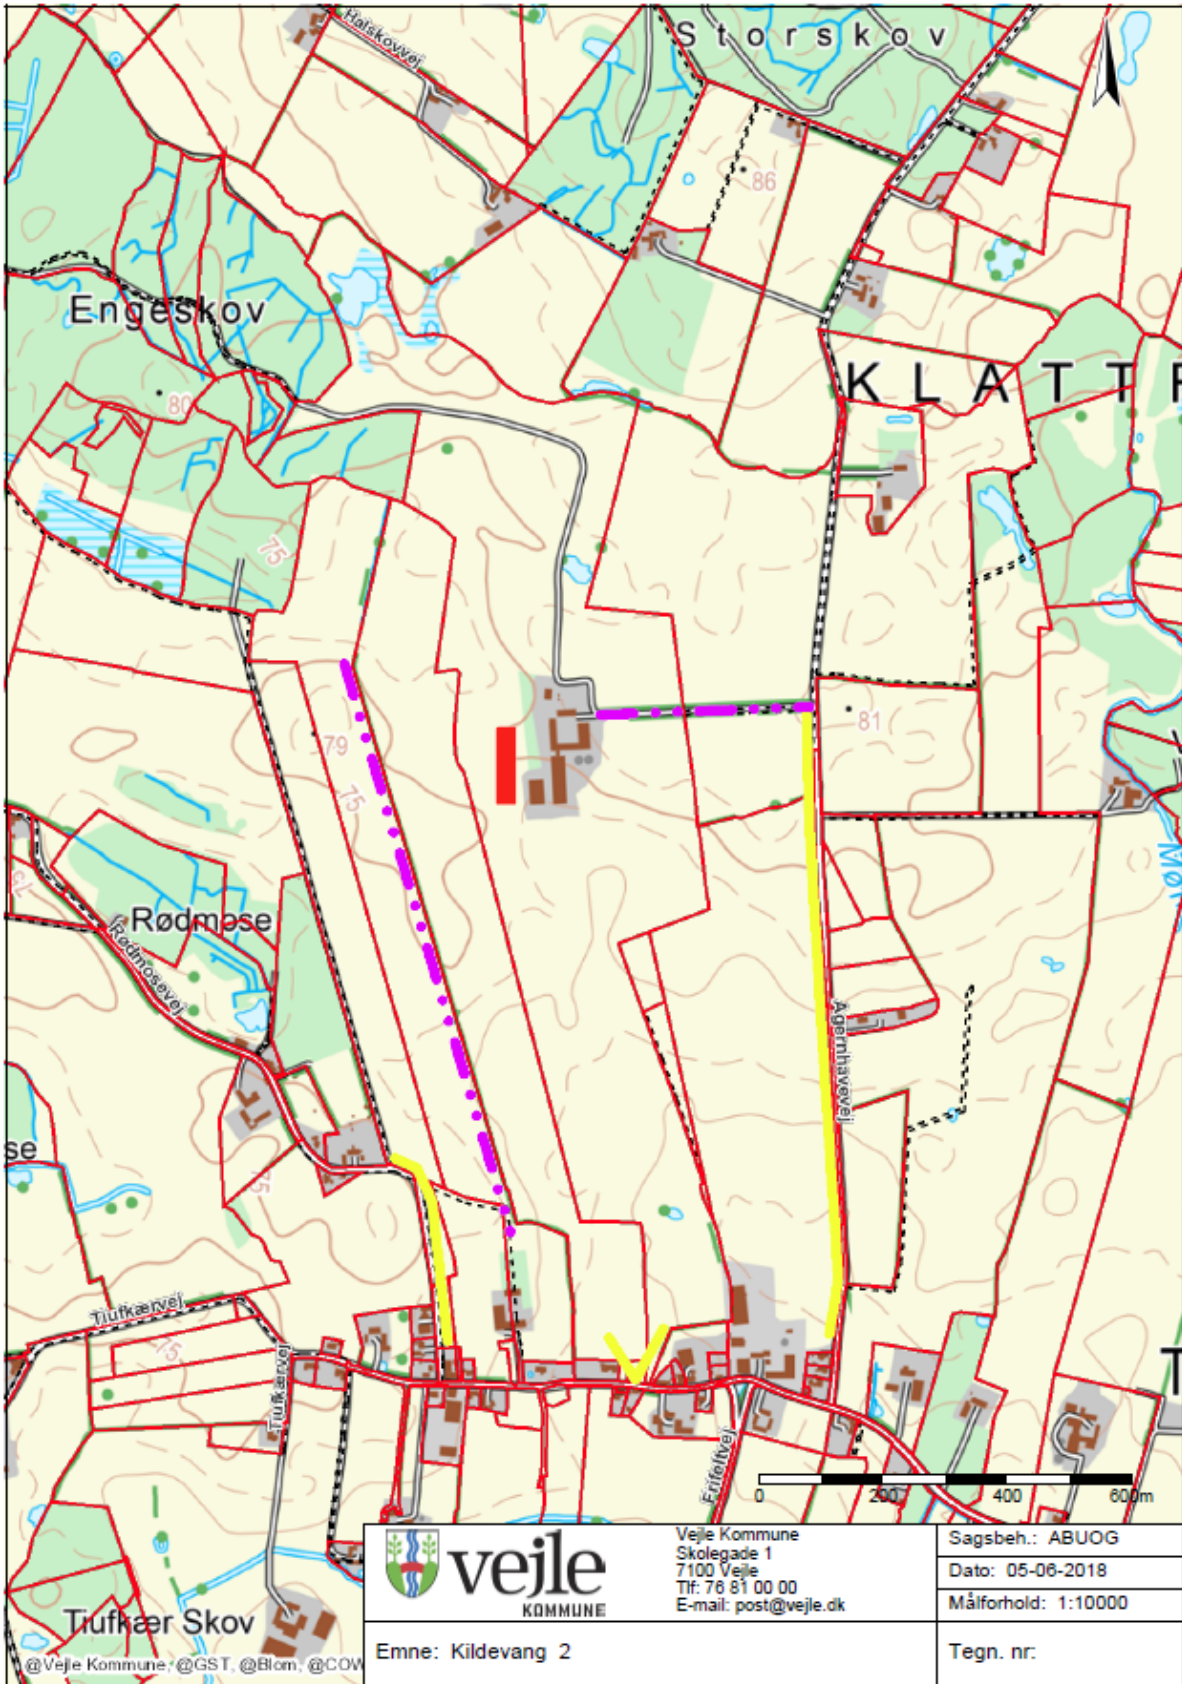 Halskovvej
Storskov
86
Engeskov
KLATTR
80
75
81
79
75
Rødmose
Rødmosevej
Agernhavevej
se
75
Tiufkærvej
75
Tiufkærvej
Frifeltvej
0 200 400 600m
Tiufkær Skov
@Vejle Kommune, @GST, @Blom, @COW
vejle
KOMMUNE
Vejle Kommune
Skolegade 1
7100 Vejle
Tlf: 76 81 00 00
E-mail: post@vejle.dk
Sagsbeh.: ABUOG
Dato: 05-06-2018
Målforhold: 1:10000
Emne: Kildevang 2
Tegn. nr: